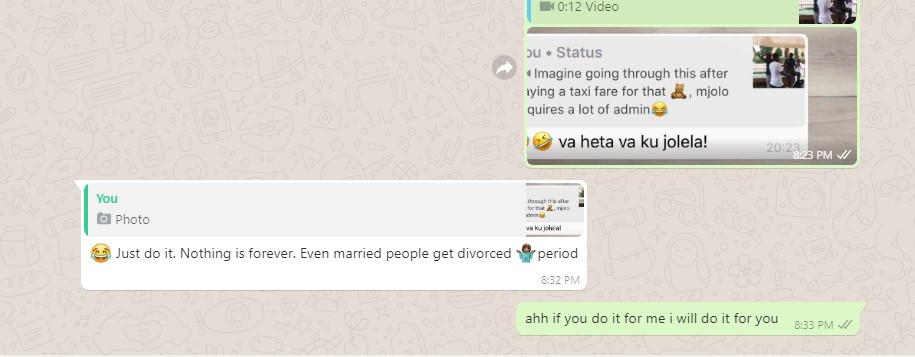 0:12 Video
ou • Status
Imagine going through this after
aying a taxi fare for that 🧸, mjolo
quires a lot of admin😂
🤣 va heta va ku jolela!
20:23
8:23 PM
You
Photo
this after
for that 🧸, mjolo
admin😂
va ku jolela!
😂 Just do it. Nothing is forever. Even married people get divorced 🤷🏾‍♀️period
8:32 PM
ahh if you do it for me i will do it for you
8:33 PM